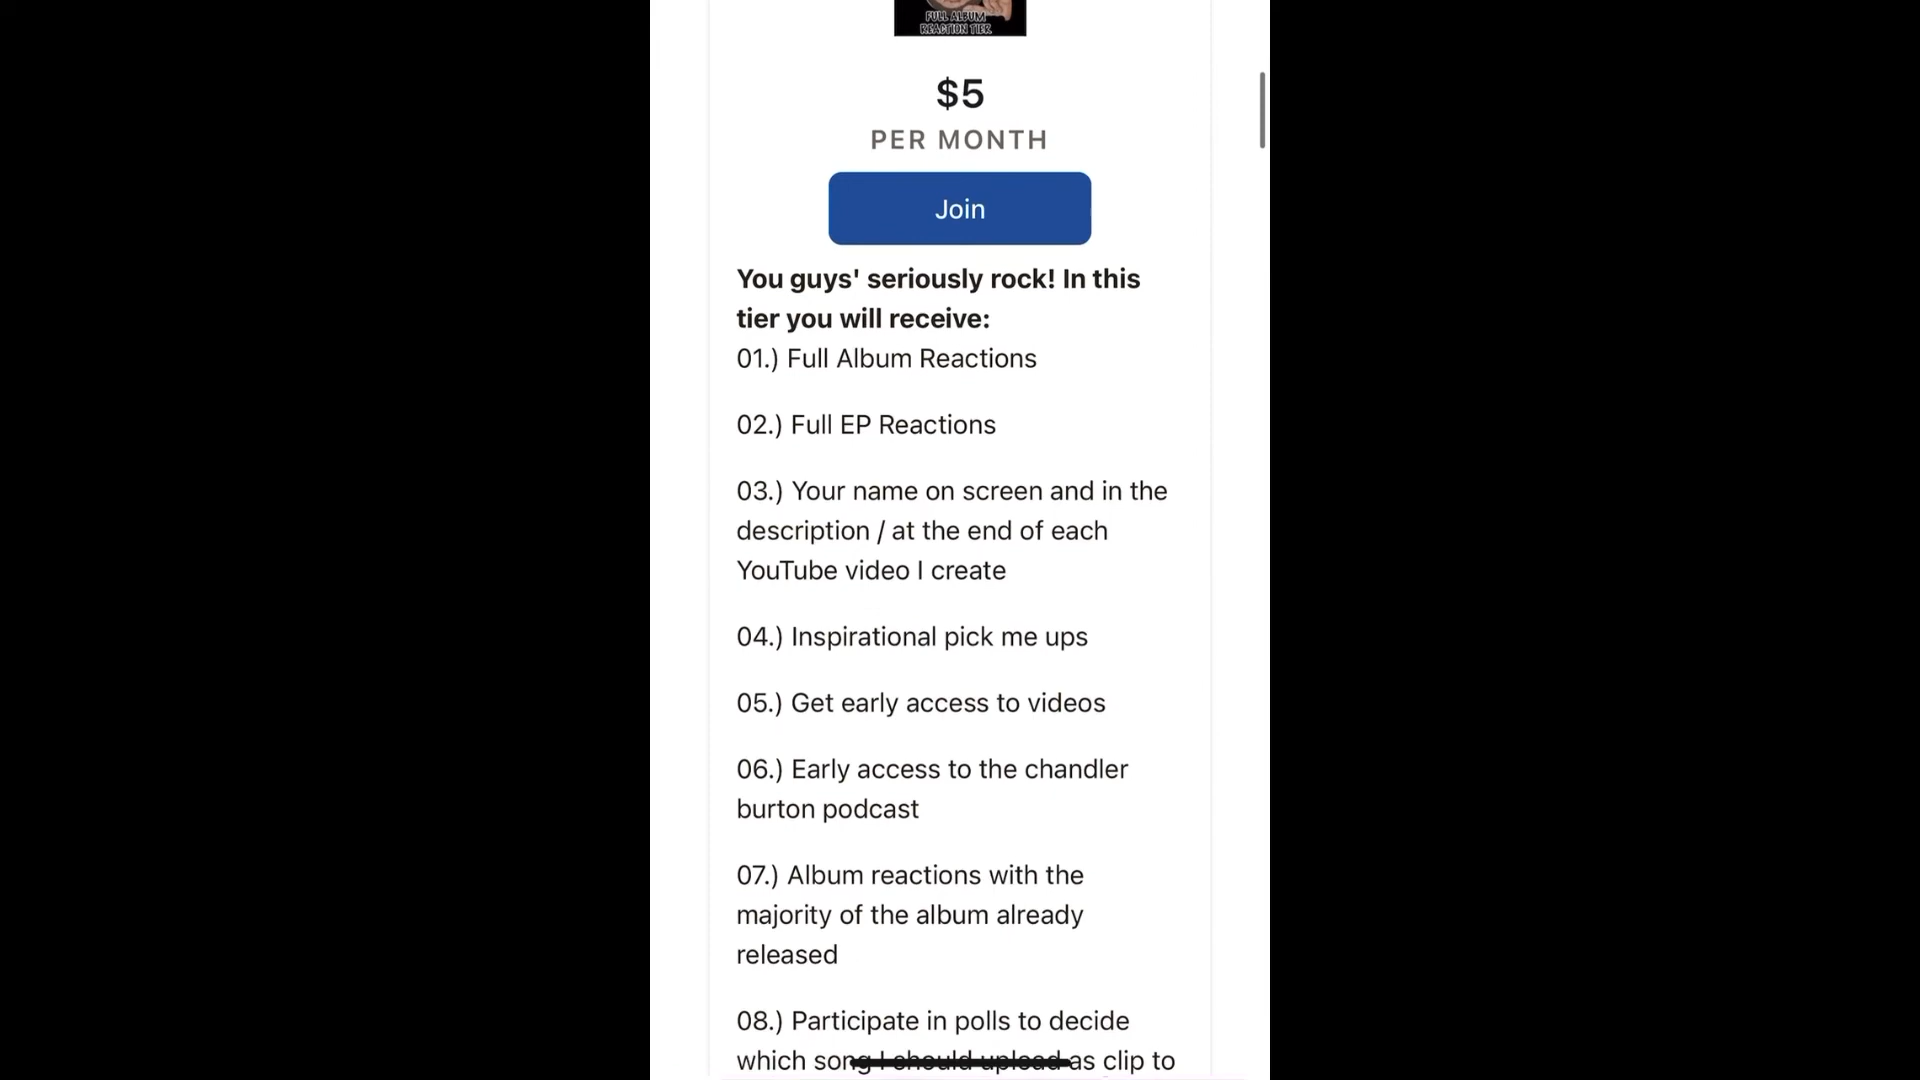 FULL ALBUM
REACTION TIER
$5
PER MONTH
Join
You guys' seriously rock! In this
tier you will receive:
01.) Full Album Reactions
02.) Full EP Reactions
03.) Your name on screen and in the
description / at the end of each
YouTube video I create
04.) Inspirational pick me ups
05.) Get early access to videos
06.) Early access to the chandler
burton podcast
07.) Album reactions with the
majority of the album already
released
08.) Participate in polls to decide
which song I should upload as clip to